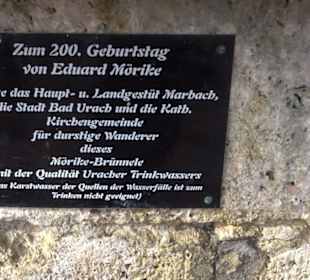 Zum 200. Geburtstag
von Eduard Mörike
das Haupt- u. Landgestüt Marbach,
die Stadt Bad Urach und die Kath.
Kirchengemeinde
für durstige Wanderer
dieses
Mörike-Brünnele
mit der Qualität Uracher Trinkwassers
Karstwasser der Quellen der Wasserfälle ist zum
Trinken nicht geeignet)